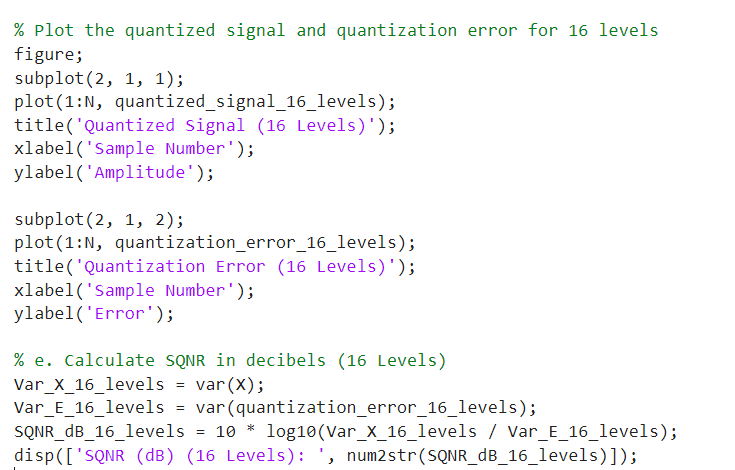 % Plot the quantized signal and quantization error for 16 levels
figure;
subplot(2, 1, 1);
plot(1:N, quantized_signal_16_levels);
title('Quantized Signal (16 Levels)');
xlabel('Sample Number');
ylabel('Amplitude');
subplot(2, 1, 2);
plot(1:N, quantization_error_16_levels);
title('Quantization Error (16 Levels)');
xlabel('Sample Number');
ylabel('Error');
% e. Calculate SQNR in decibels (16 Levels)
Var_X_16_levels = var(X);
Var_E_16_levels = var(quantization_error_16_levels);
SQNR_dB_16_levels = 10 * log10(Var_X_16_levels / Var_E_16_levels);
disp(['SQNR (dB) (16 Levels): ', num2str(SQNR_dB_16_levels)]);